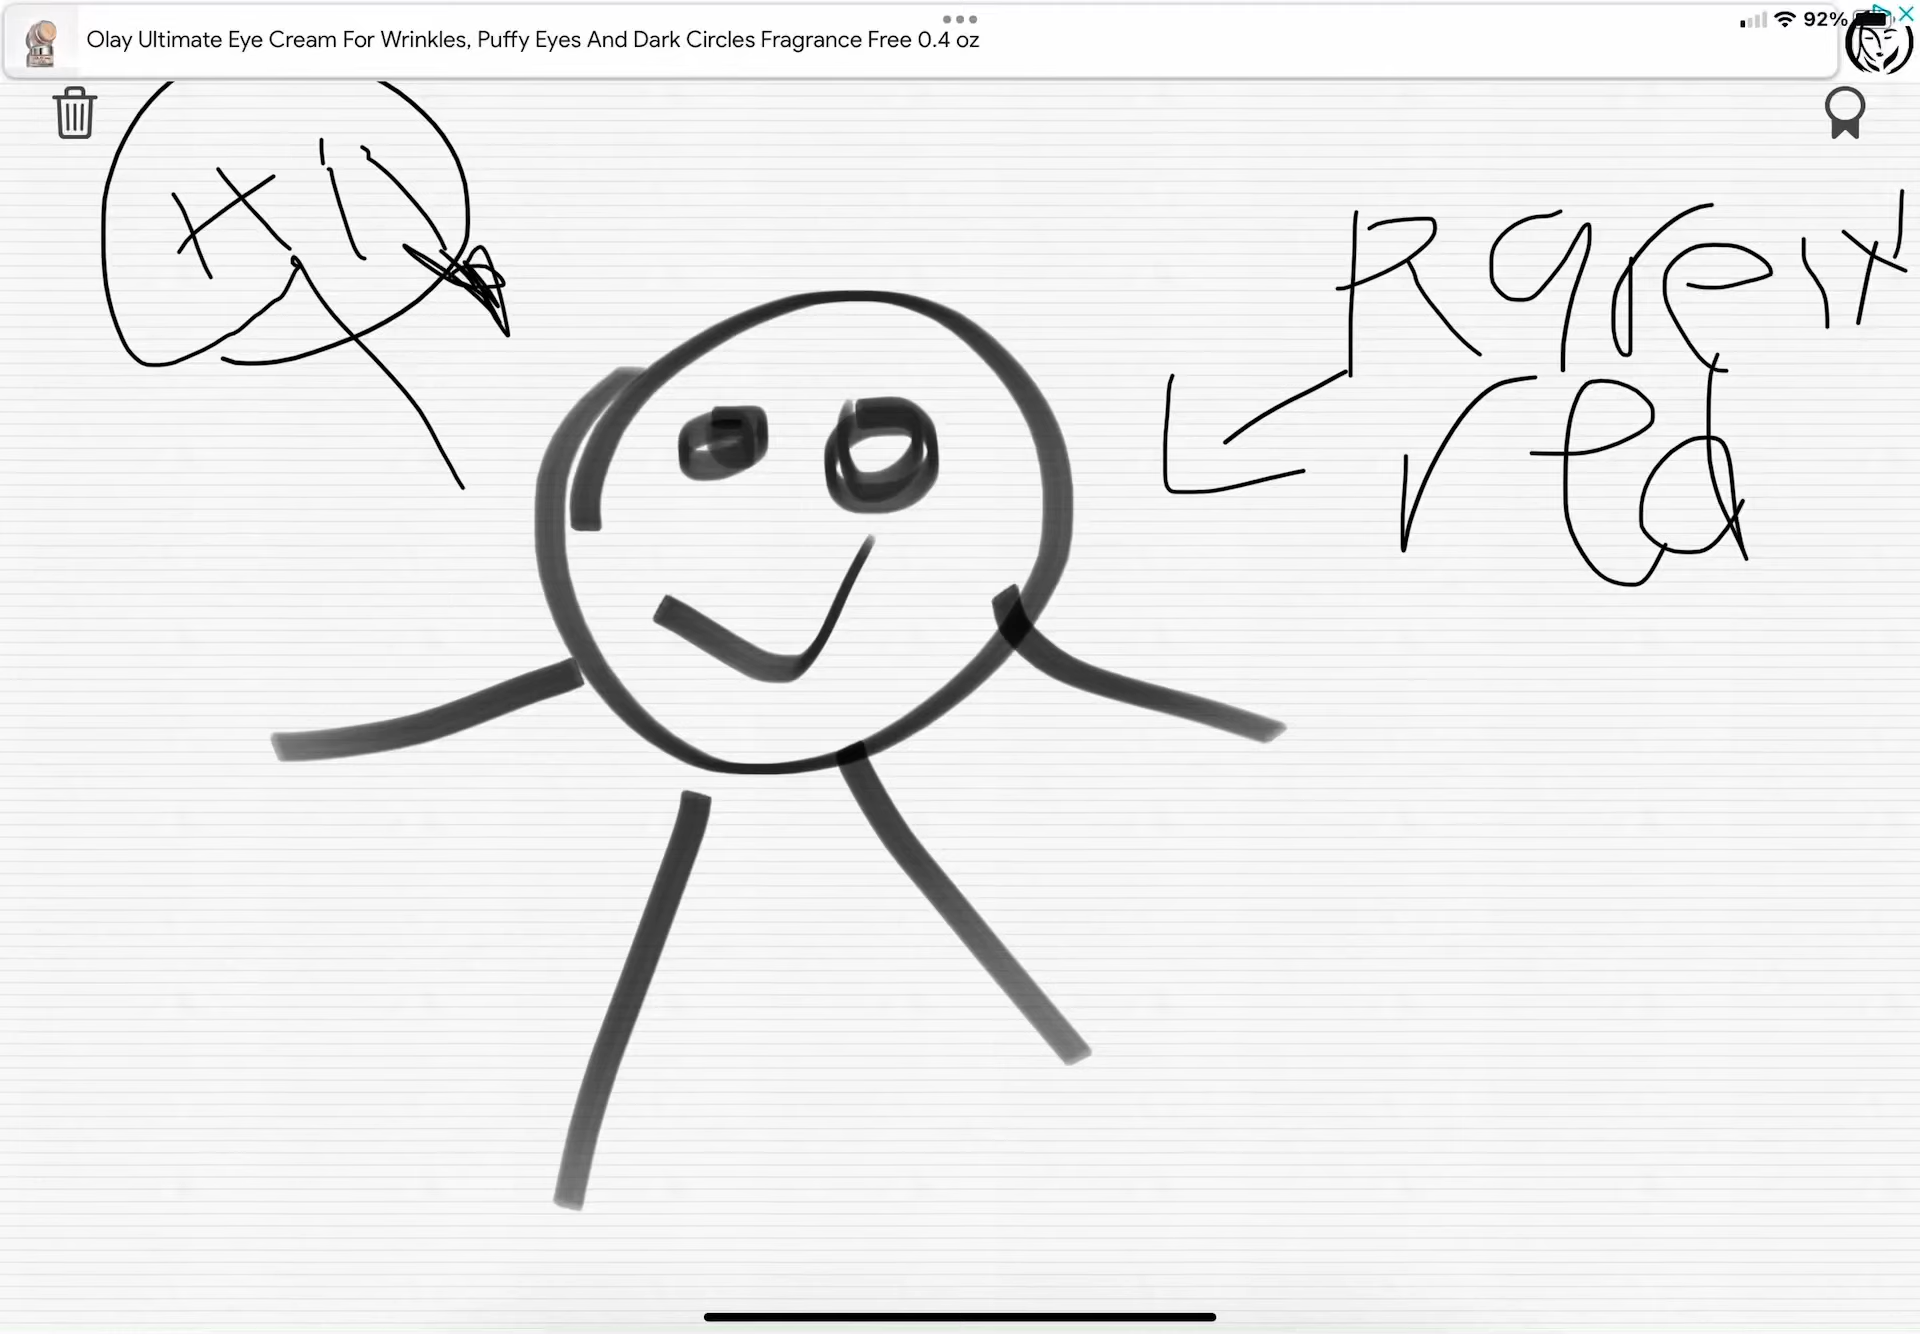 Olay Ultimate Eye Cream For Wrinkles, Puffy Eyes And Dark Circles Fragrance Free 0.4 oz
92%
HI
red